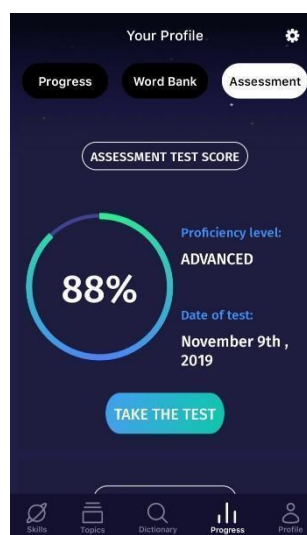 Your Profile
Progress Word Bank Assessment
ASSESSMENT TEST SCORE
88%
Proficiency level:
ADVANCED
Date of test:
November 9th ,
2019
TAKE THE TEST
Skills Topics Dictionary Progress Profile